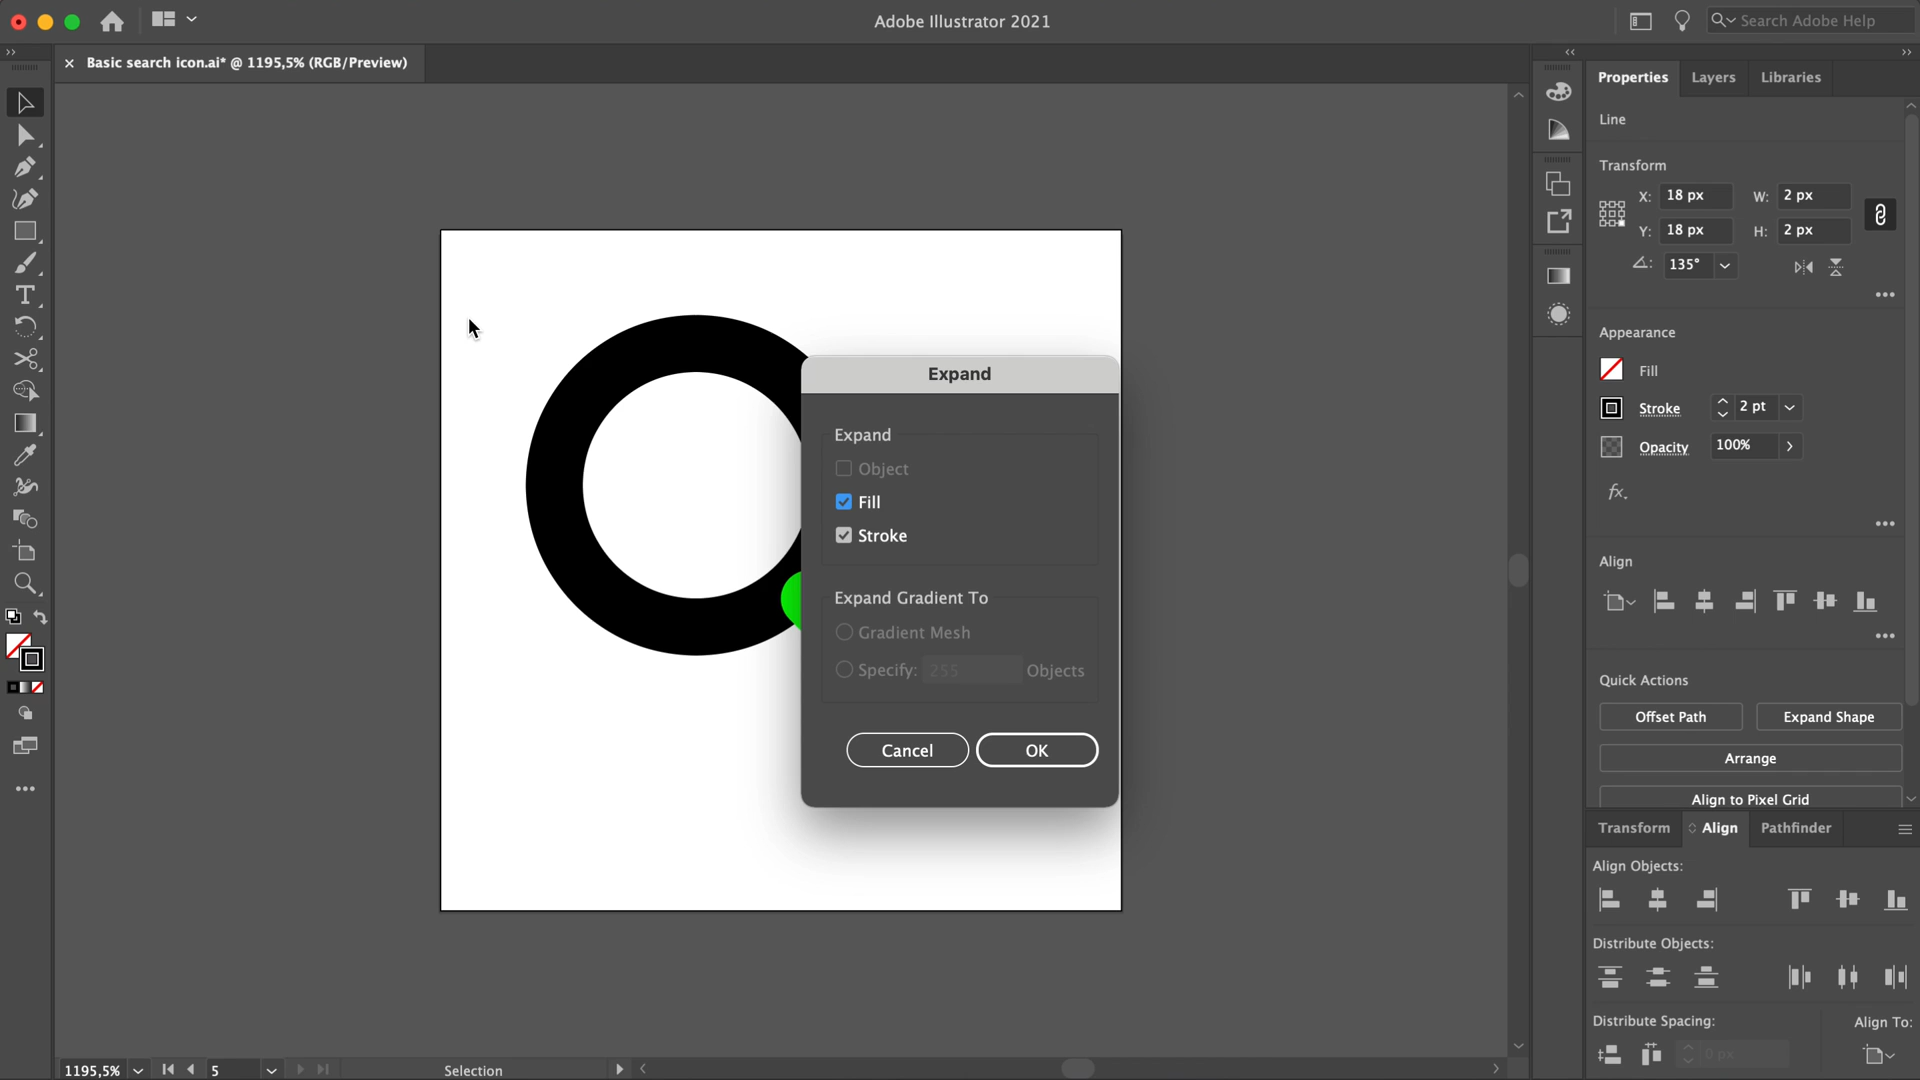 Adobe Illustrator 2021
Search Adobe Help
Basic search icon.ai* @ 1195,5% (RGB/Preview)
Properties
Layers
Libraries
Line
Transform
X: 18 px
W: 2 px
Y: 18 px
H: 2 px
135°
Appearance
Fill
Stroke
2 pt
Opacity
100%
fx.
Align
Quick Actions
Offset Path
Expand Shape
Arrange
Align to Pixel Grid
Transform
Align
Pathfinder
Align Objects:
Distribute Objects:
Distribute Spacing:
Align To:
0 px
Expand
Expand
Object
Fill
Stroke
Expand Gradient To
Gradient Mesh
Specify: 255 Objects
Cancel
OK
1195,5%
5
Selection